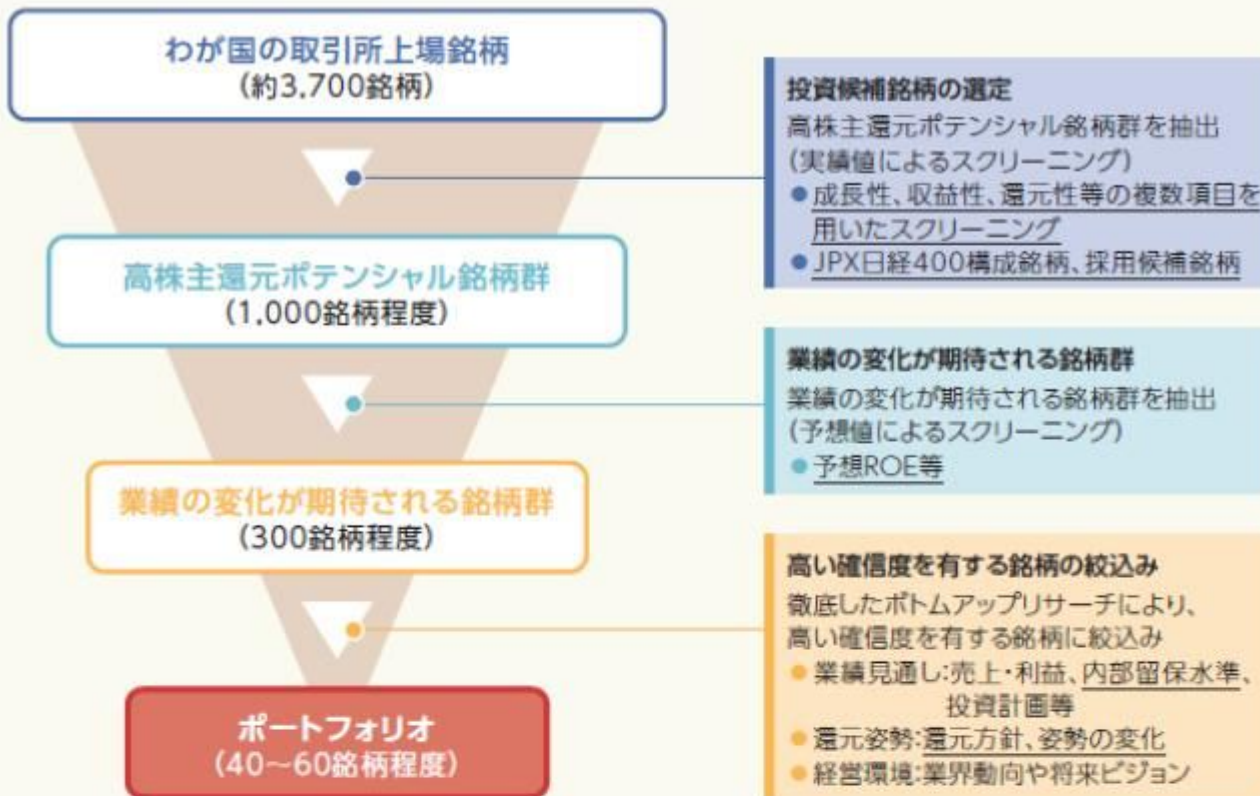 わが国の取引所上場銘柄
(約3,700銘柄)
投資候補銘柄の選定
高株主還元ポテンシャル銘柄群を抽出
(実績値によるスクリーニング)
●成長性、収益性、還元性等の複数項目を
用いたスクリーニング
●JPX日経400構成銘柄、採用候補銘柄
高株主還元ポテンシャル銘柄群
(1,000銘柄程度)
業績の変化が期待される銘柄群
業績の変化が期待される銘柄群を抽出
(予想値によるスクリーニング)
●予想ROE等
業績の変化が期待される銘柄群
(300銘柄程度)
高い確信度を有する銘柄の絞込み
徹底したボトムアップリサーチにより、
高い確信度を有する銘柄に絞込み
●業績見通し:売上・利益、内部留保水準、
投資計画等
●還元姿勢:還元方針、姿勢の変化
●経営環境:業界動向や将来ビジョン
ポートフォリオ
(40~60銘柄程度)